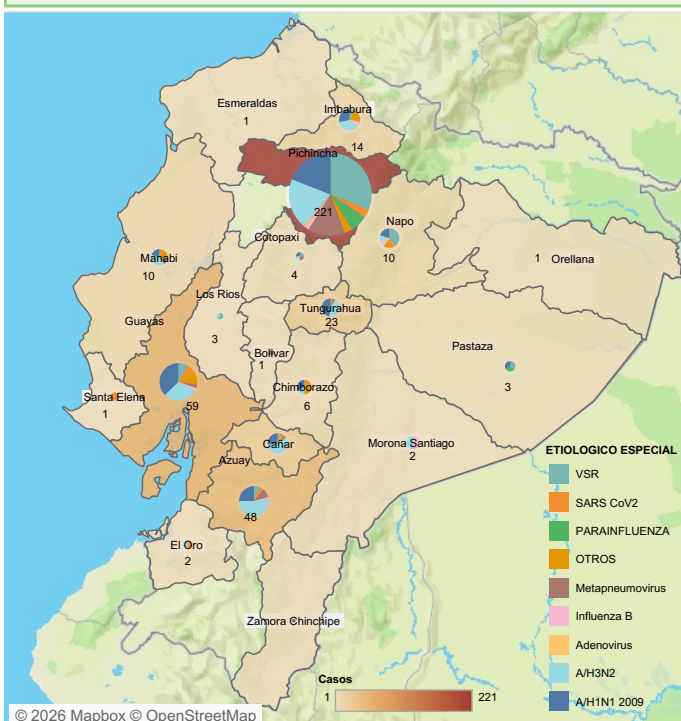 Esmeraldas
1
Imbabura
14
Pichincha
221
Napo
10
Cotopaxi
4
Manabi
10
Orellana
1
Los Rios
3
Tungurahua
23
Guayas
59
Bolivar
1
Pastaza
3
Chimborazo
6
Santa Elena
1
Cañar
Morona Santiago
2
Azuay
48
El Oro
2
Zamora Chinchipe
ETIOLOGICO ESPECIAL
VSR
SARS CoV2
PARAINFLUENZA
OTROS
Metapneumovirus
Influenza B
Adenovirus
A/H3N2
A/H1N1 2009
Casos
1 221
© 2026 Mapbox © OpenStreetMap